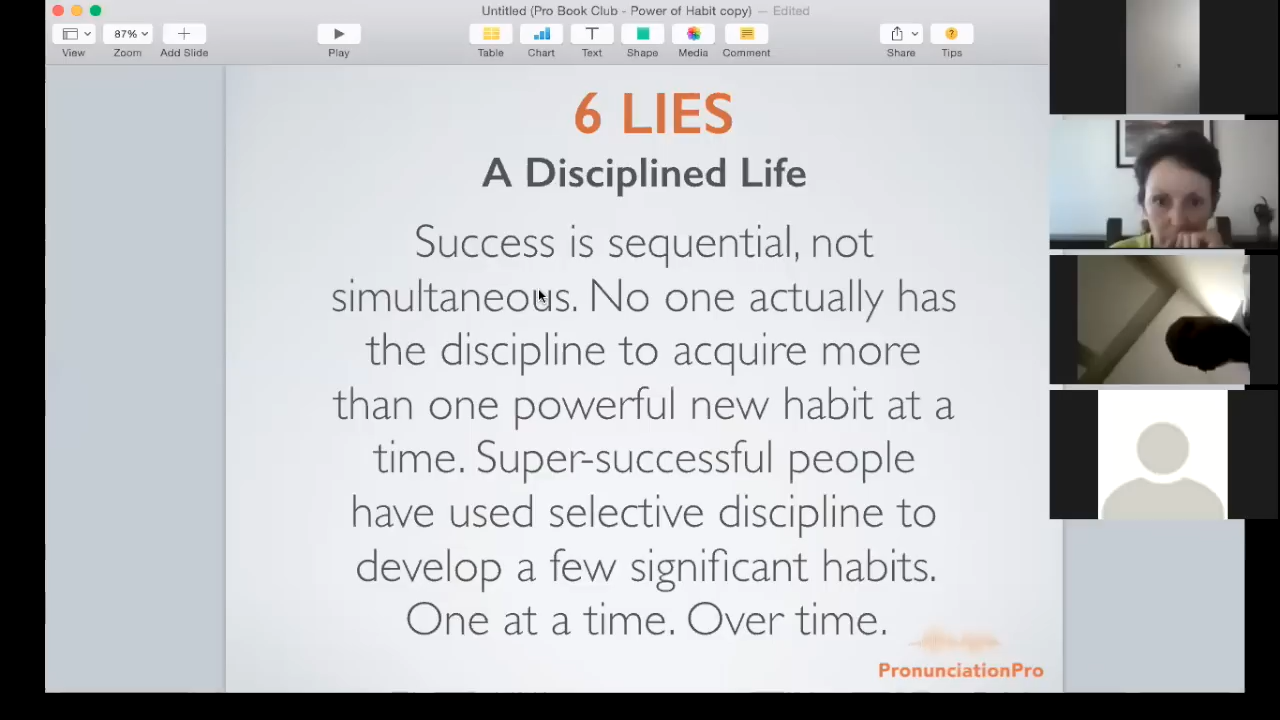 Untitled (Pro Book Club - Power of Habit copy) — Edited
87%
View
Zoom
Add Slide
Play
Table
Chart
Text
Shape
Media
Comment
Share
Tips
6 LIES
A Disciplined Life
Success is sequential, not
simultaneous. No one actually has
the discipline to acquire more
than one powerful new habit at a
time. Super-successful people
have used selective discipline to
develop a few significant habits.
One at a time. Over time.
PronunciationPro